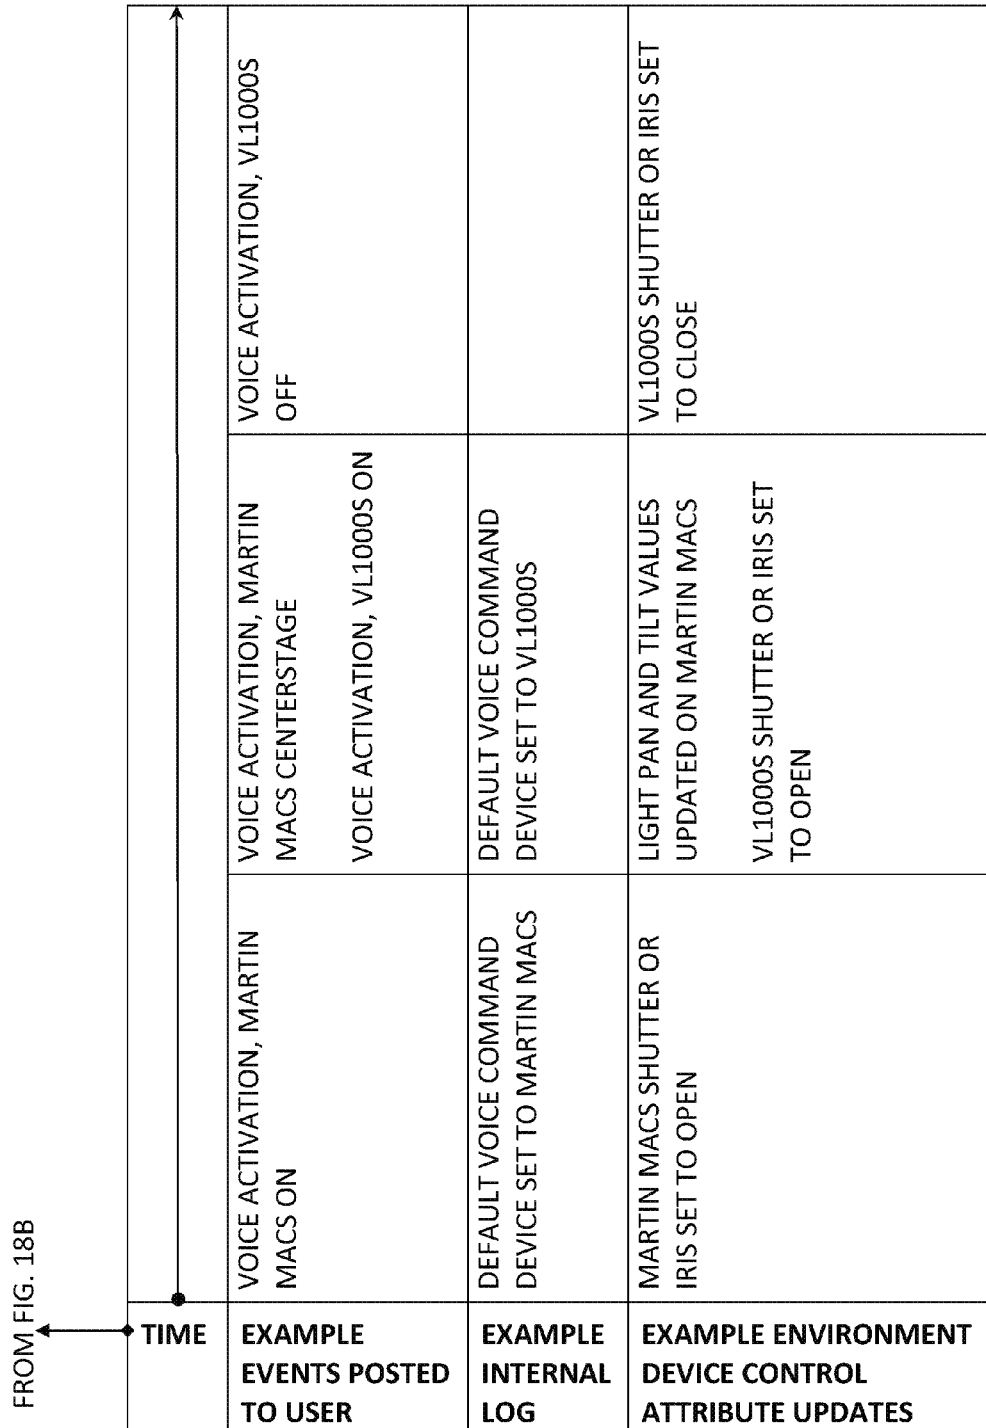 FROM FIG. 18B
TIME
EXAMPLE
EVENTS POSTED
TO USER
VOICE ACTIVATION, MARTIN
MACS ON
VOICE ACTIVATION, MARTIN
MACS CENTERSTAGE
VOICE ACTIVATION, VL1000S ON
VOICE ACTIVATION, VL1000S
OFF
EXAMPLE
INTERNAL
LOG
DEFAULT VOICE COMMAND
DEVICE SET TO MARTIN MACS
DEFAULT VOICE COMMAND
DEVICE SET TO VL1000S
EXAMPLE ENVIRONMENT
DEVICE CONTROL
ATTRIBUTE UPDATES
MARTIN MACS SHUTTER OR
IRIS SET TO OPEN
LIGHT PAN AND TILT VALUES
UPDATED ON MARTIN MACS
VL1000S SHUTTER OR IRIS SET
TO OPEN
VL1000S SHUTTER OR IRIS SET
TO CLOSE